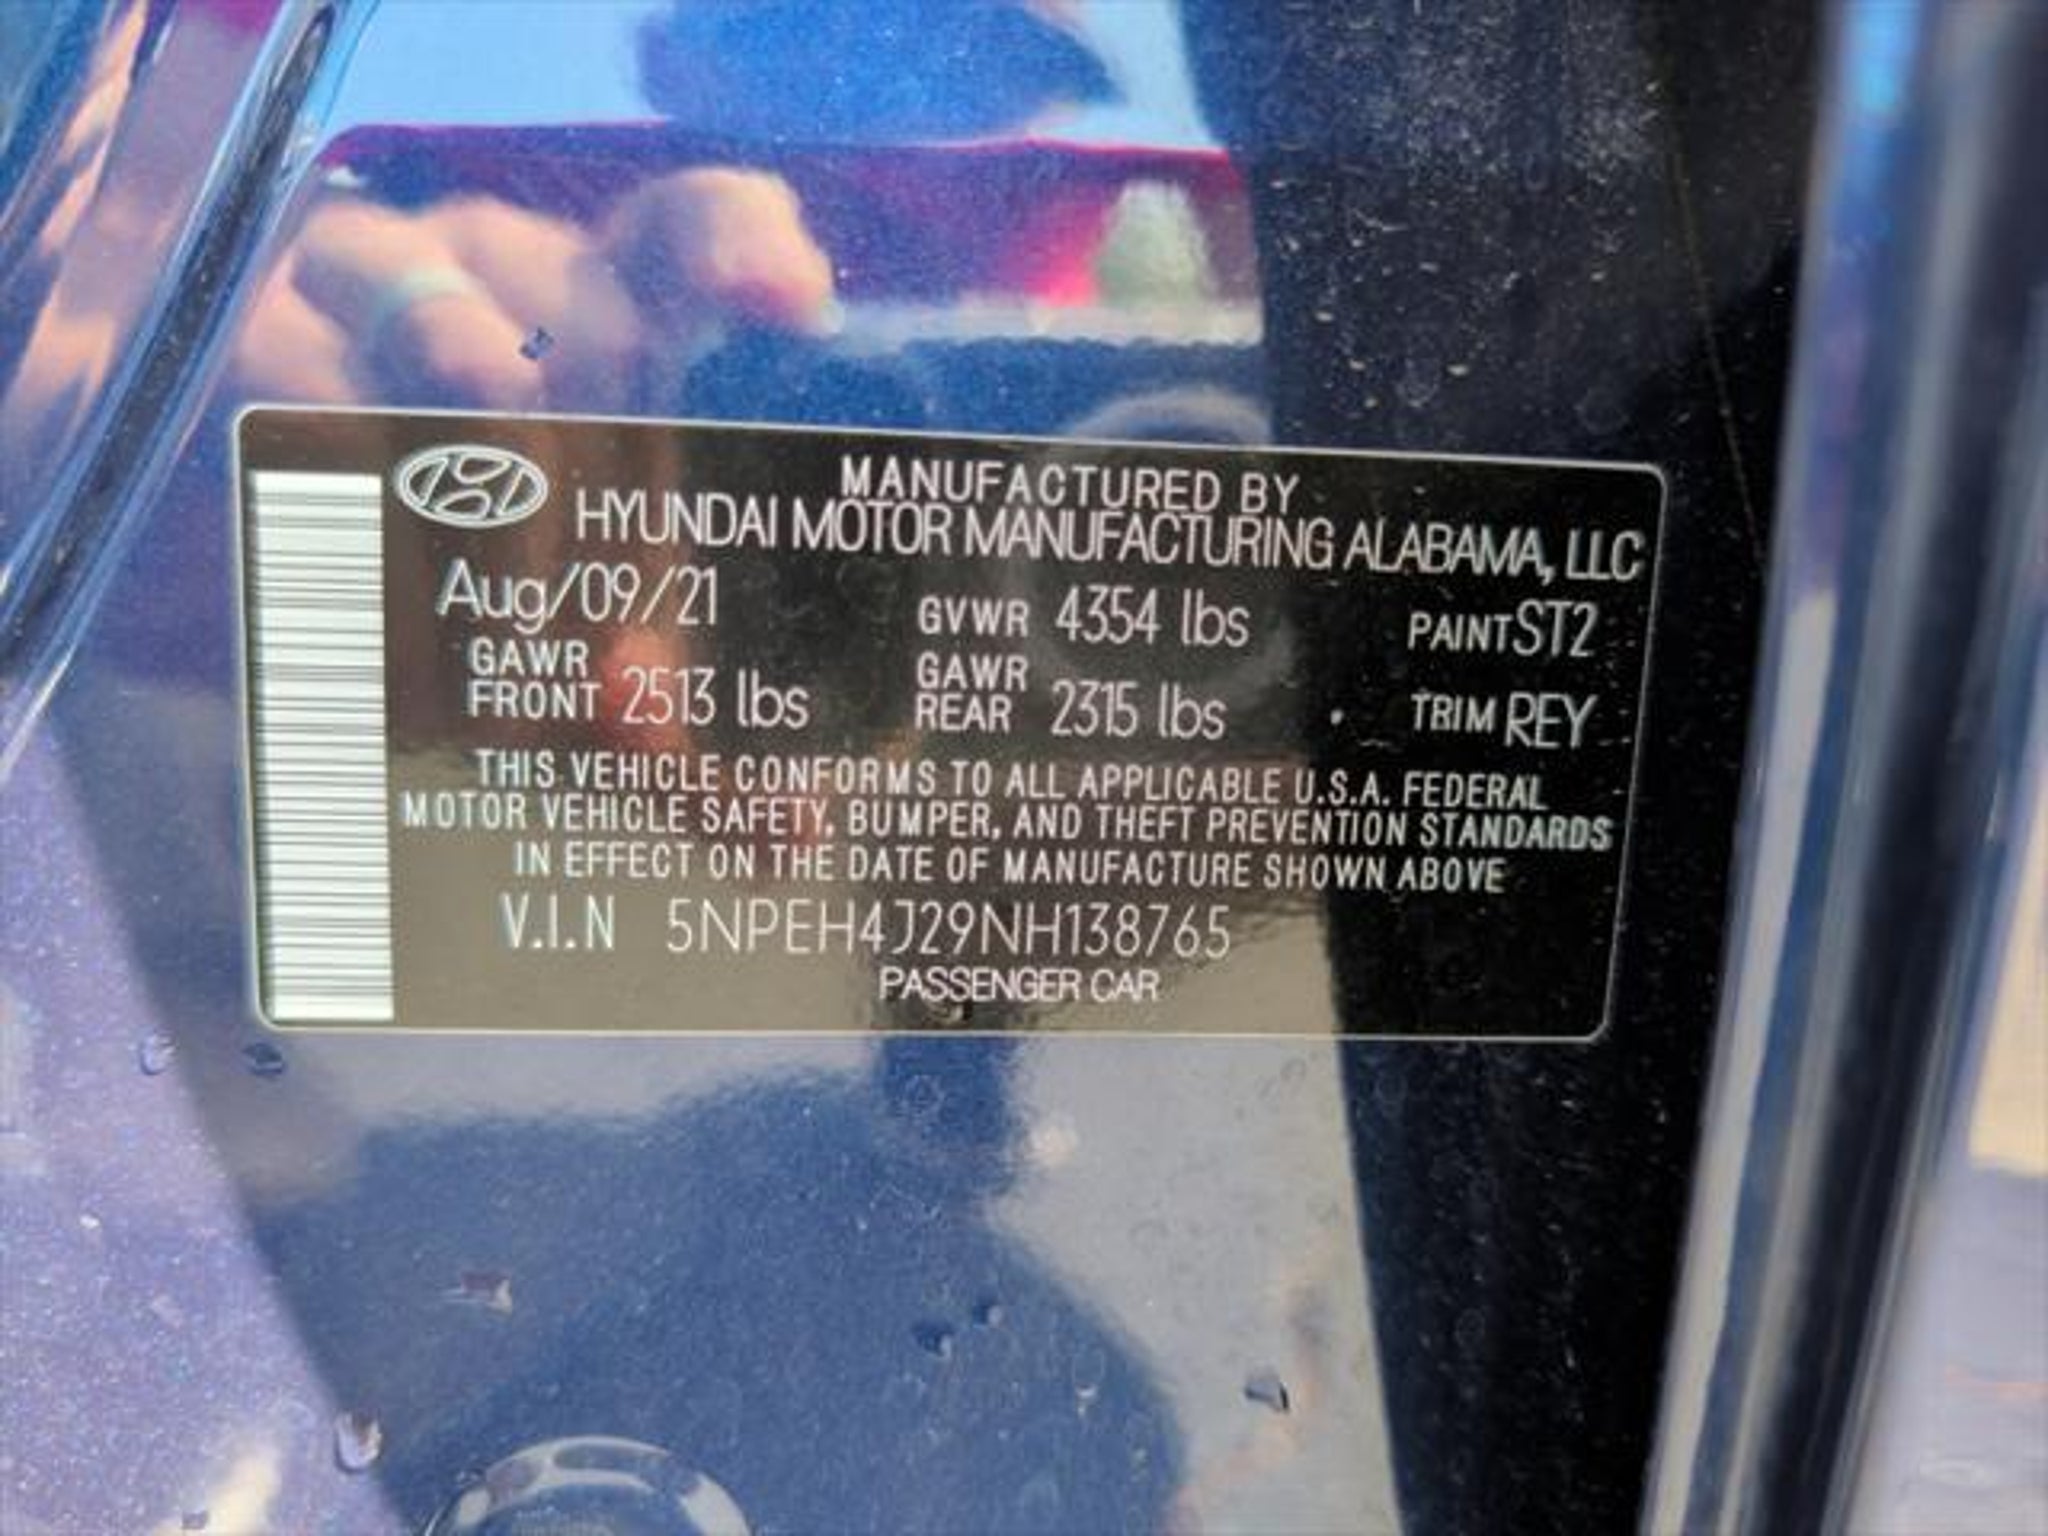 MANUFACTURED BY
HYUNDAI MOTOR MANUFACTURING ALABAMA, LLC
Aug/09/21 GVWR 4354 lbs PAINT ST2
GAWR FRONT 2513 lbs GAWR REAR 2315 lbs TRIM REY
THIS VEHICLE CONFORMS TO ALL APPLICABLE U.S.A. FEDERAL
MOTOR VEHICLE SAFETY, BUMPER, AND THEFT PREVENTION STANDARDS
IN EFFECT ON THE DATE OF MANUFACTURE SHOWN ABOVE
V.I.N 5NPEH4J29NH138765
PASSENGER CAR